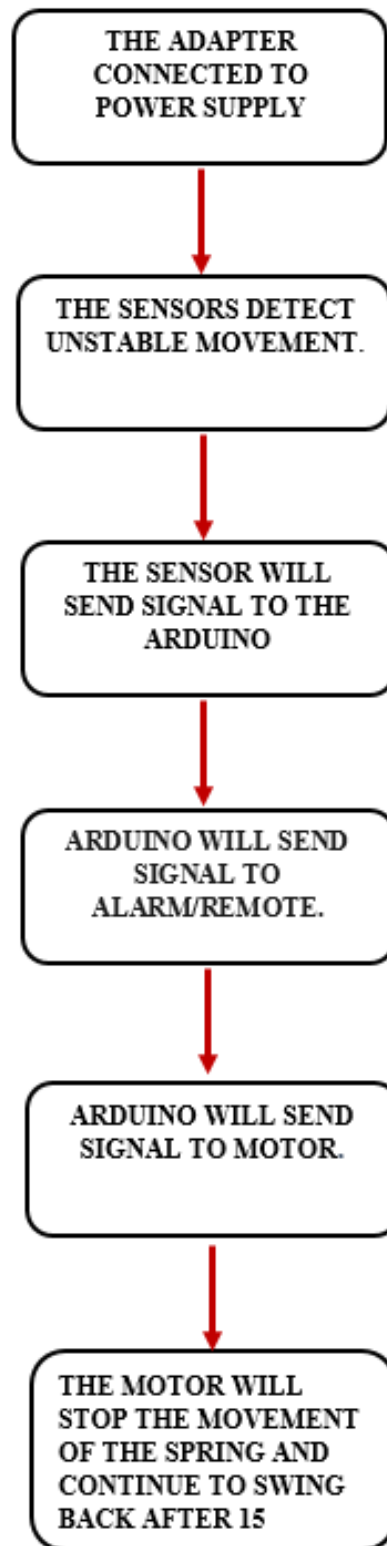 THE ADAPTER
CONNECTED TO
POWER SUPPLY
THE SENSORS DETECT
UNSTABLE MOVEMENT.
THE SENSOR WILL
SEND SIGNAL TO THE
ARDUINO
ARDUINO WILL SEND
SIGNAL TO
ALARM/REMOTE.
ARDUINO WILL SEND
SIGNAL TO MOTOR.
THE MOTOR WILL
STOP THE MOVEMENT
OF THE SPRING AND
CONTINUE TO SWING
BACK AFTER 15